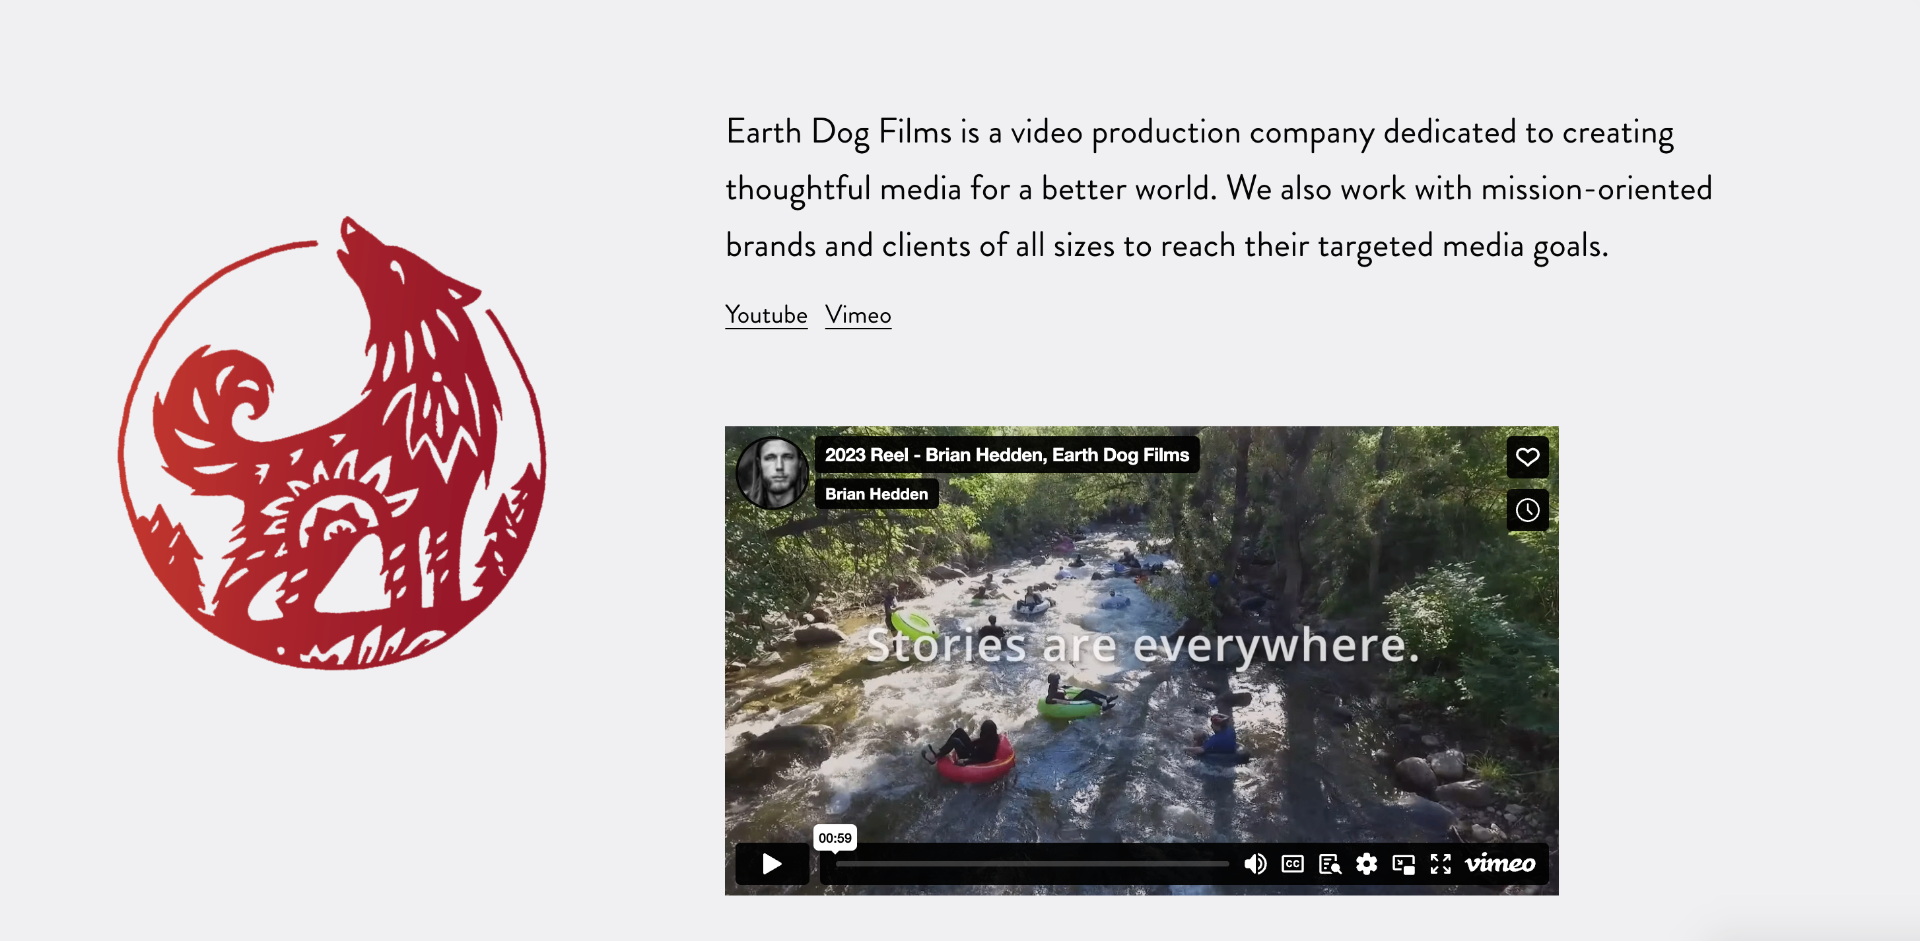 Earth Dog Films is a video production company dedicated to creating
thoughtful media for a better world. We also work with mission-oriented
brands and clients of all sizes to reach their targeted media goals.
Youtube Vimeo
2023 Reel - Brian Hedden, Earth Dog Films
Brian Hedden
Stories are everywhere.
00:59
CC
vimeo